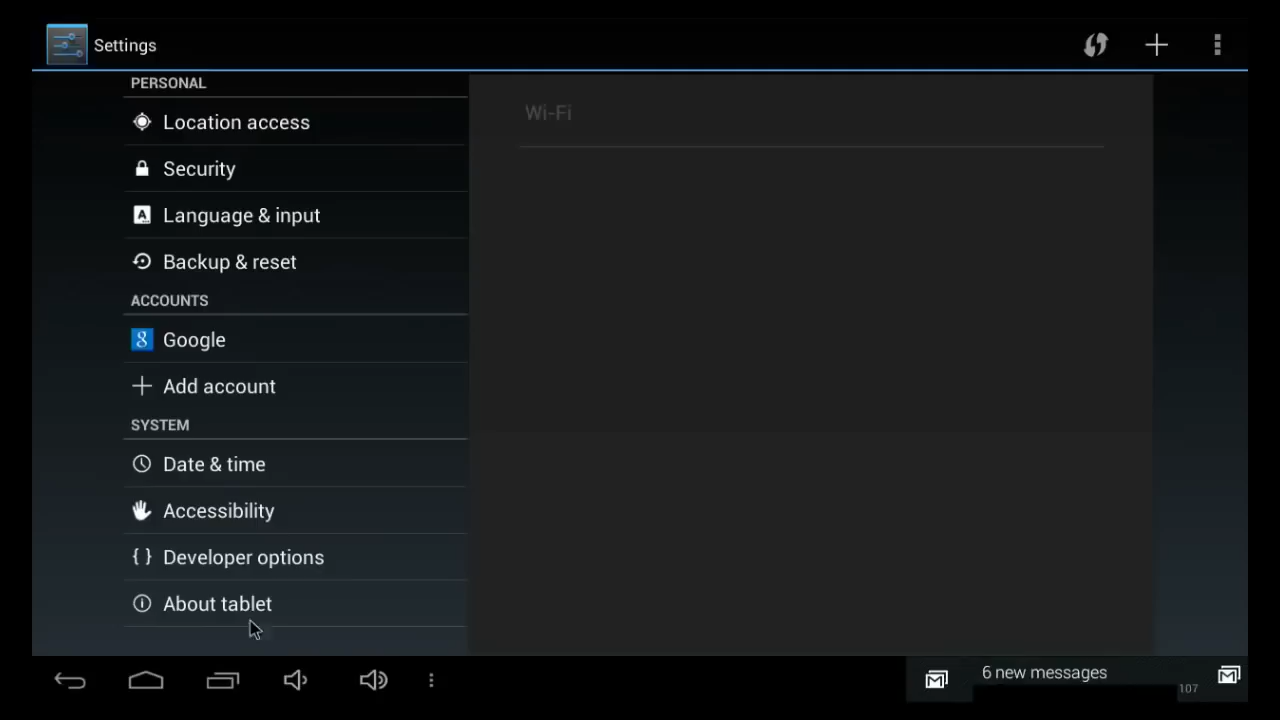 Settings
PERSONAL
Location access
Security
Language & input
Backup & reset
ACCOUNTS
Google
Add account
SYSTEM
Date & time
Accessibility
Developer options
About tablet
Wi-Fi
6 new messages
107